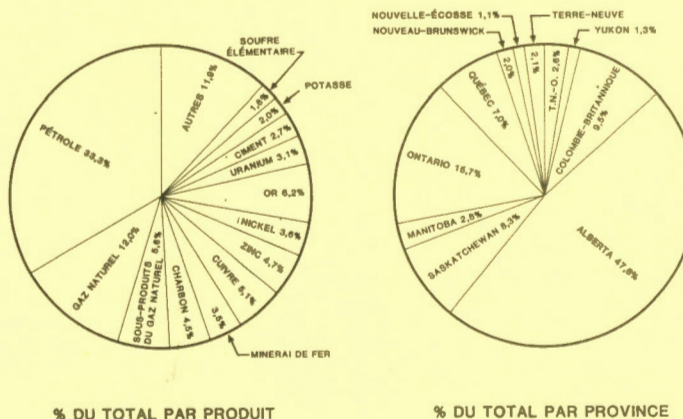 SOUFRE
ÉLÉMENTAIRE
1,8%
POTASSE
2,0%
AUTRES 11,9%
PÉTROLE 33,3%
CIMENT 2,7%
URANIUM 3,1%
OR 6,2%
NICKEL 3,6%
ZINC 4,7%
CUIVRE 5,1%
3,5%
MINERAI DE FER
CHARBON 4,5%
SOUS-PRODUITS 5,6%
DU GAZ NATUREL
GAZ NATUREL 12,0%
% DU TOTAL PAR PRODUIT
NOUVELLE-ÉCOSSE 1,1%
NOUVEAU-BRUNSWICK
2,0%
TERRE-NEUVE
2,1%
YUKON 1,3%
T.N.-O. 2,6%
COLOMBIE-BRITANNIQUE
9,5%
QUÉBEC 7,0%
ONTARIO 15,7%
MANITOBA 2,8%
SASKATCHEWAN 8,3%
ALBERTA 47,6%
% DU TOTAL PAR PROVINCE